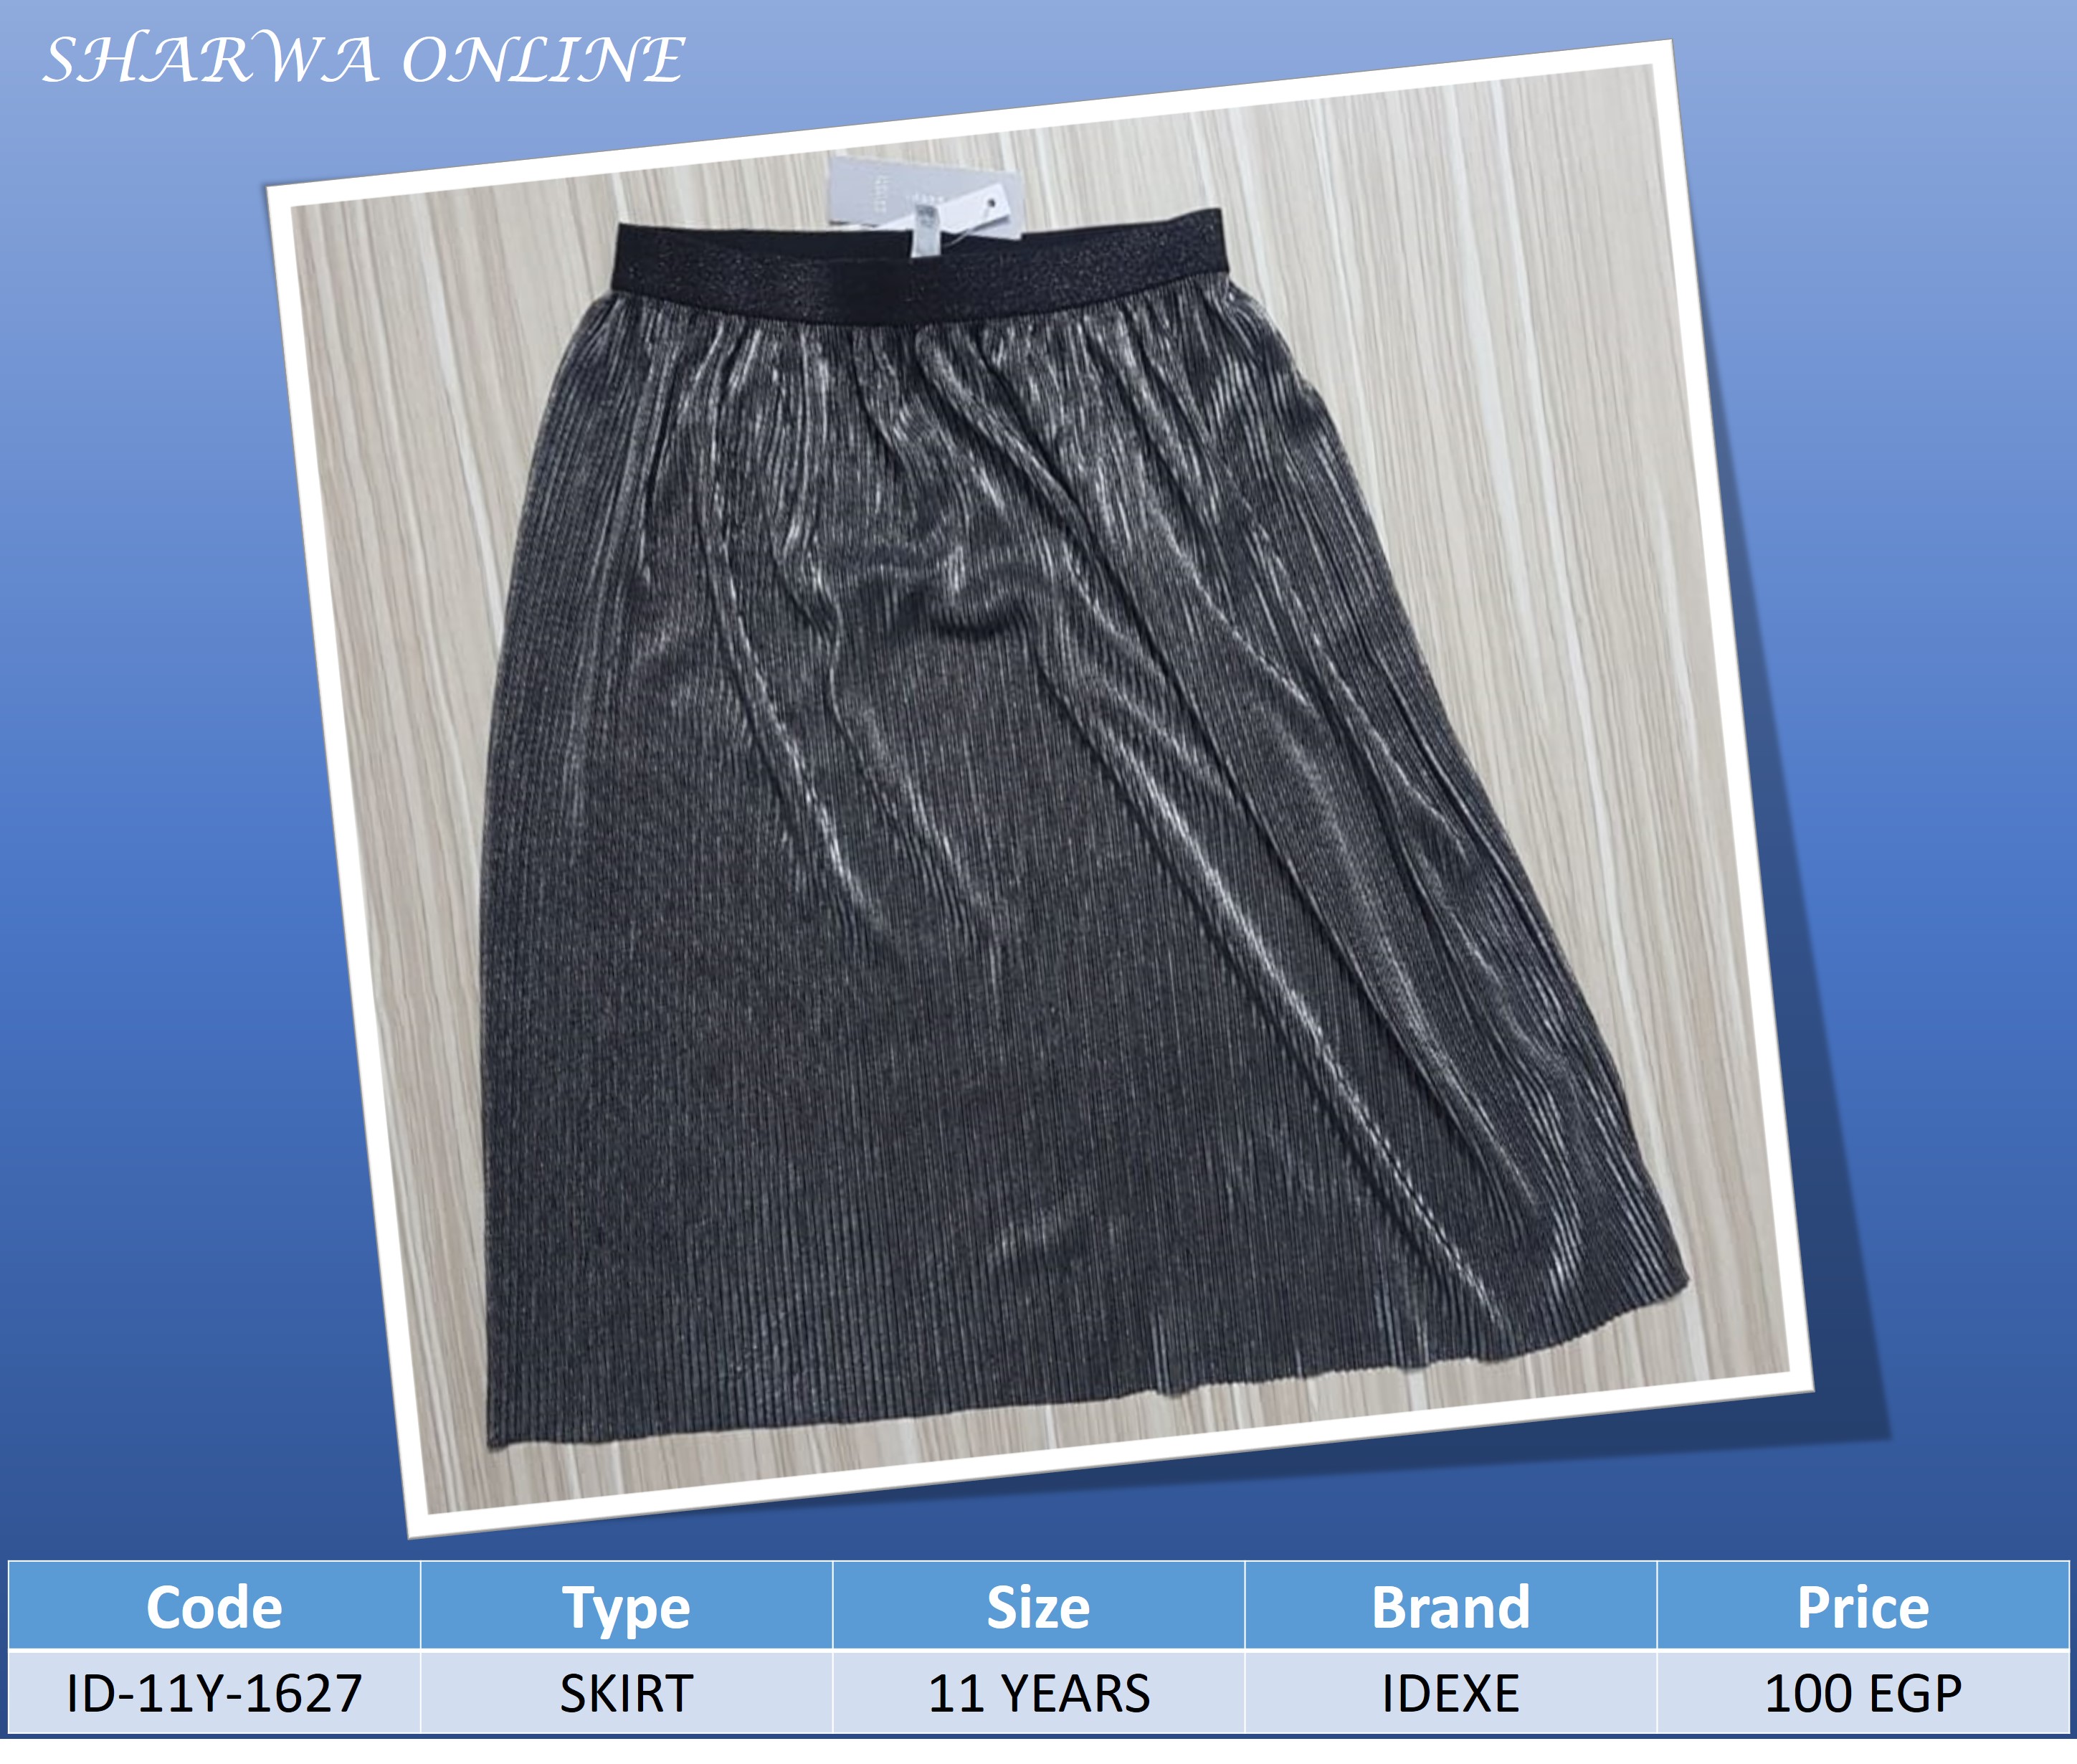 SHARWA ONLINE
Code Type Size Brand Price
ID-11Y-1627 SKIRT 11 YEARS IDEXE 100 EGP